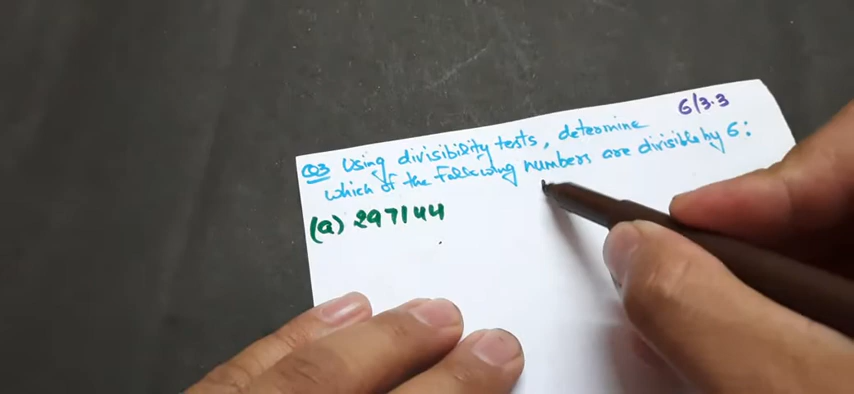 6/3.3
Q3 Using divisibility tests, determine
which of the following numbers are divisible by 6:
(a) 297144